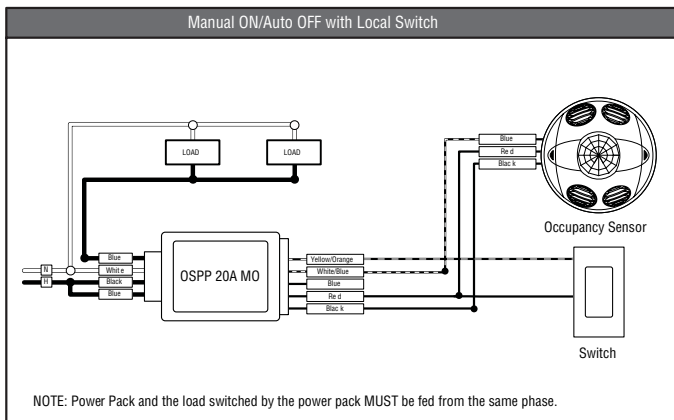 Manual ON/Auto OFF with Local Switch
LOAD
LOAD
Blue
Red
Black
Occupancy Sensor
Blue
White
Black
Blue
N
H
OSPP 20A MO
Yellow/Orange
White/Blue
Blue
Red
Black
Switch
NOTE: Power Pack and the load switched by the power pack MUST be fed from the same phase.